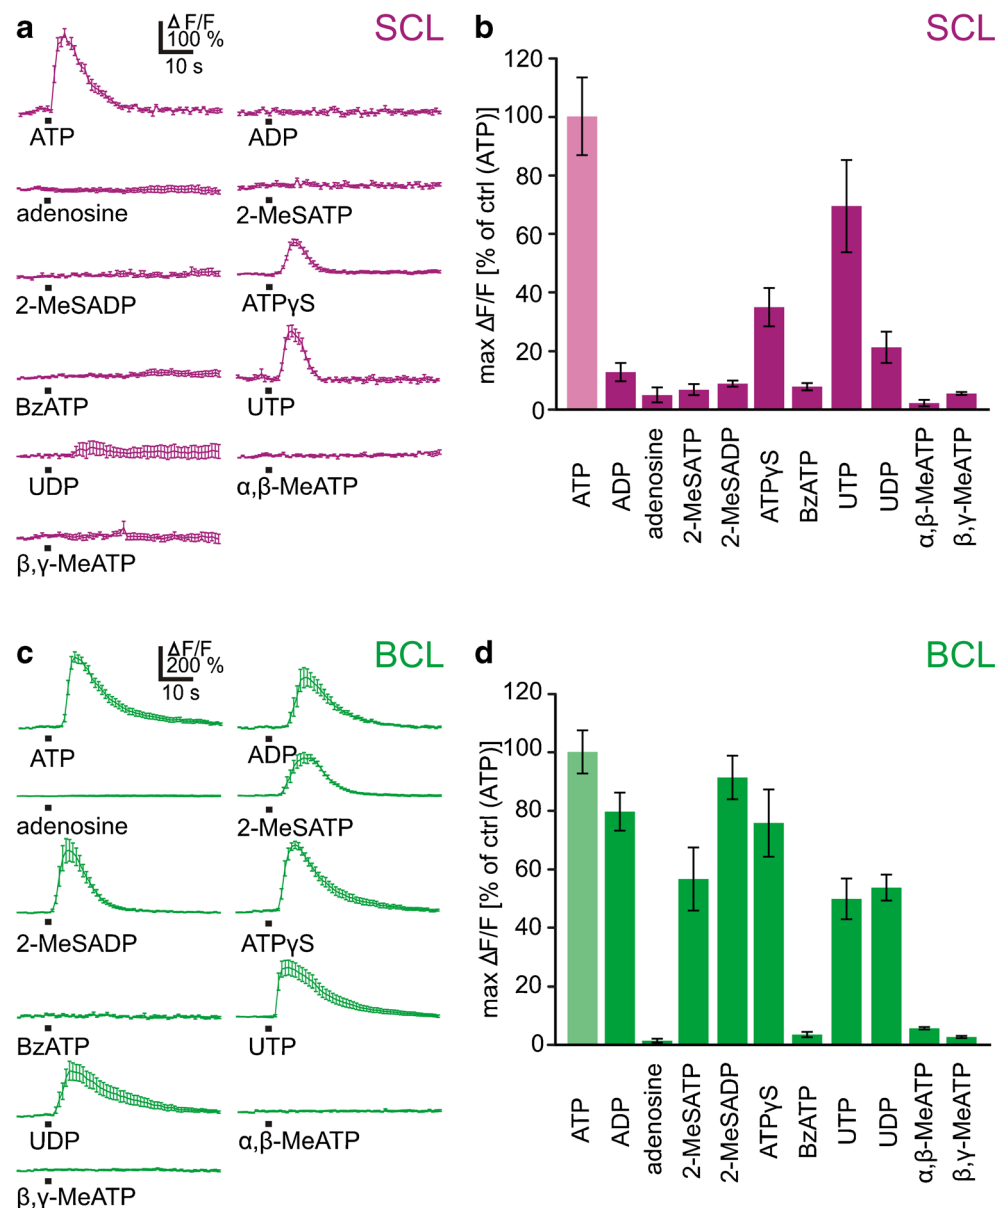 a
Δ F/F
100 %
10 s
SCL
ATP
ADP
adenosine
2-MeSATP
2-MeSADP
ATPγS
BzATP
UTP
UDP
α,β-MeATP
β,γ-MeATP
b
SCL
max ΔF/F [% of ctrl (ATP)]
120
100
80
60
40
20
0
ATP
ADP
adenosine
2-MeSATP
2-MeSADP
ATPγS
BzATP
UTP
UDP
α,β-MeATP
β,γ-MeATP
c
Δ F/F
200 %
10 s
BCL
ATP
ADP
adenosine
2-MeSATP
2-MeSADP
ATPγS
BzATP
UTP
UDP
α,β-MeATP
β,γ-MeATP
d
BCL
max ΔF/F [% of ctrl (ATP)]
120
100
80
60
40
20
0
ATP
ADP
adenosine
2-MeSATP
2-MeSADP
ATPγS
BzATP
UTP
UDP
α,β-MeATP
β,γ-MeATP